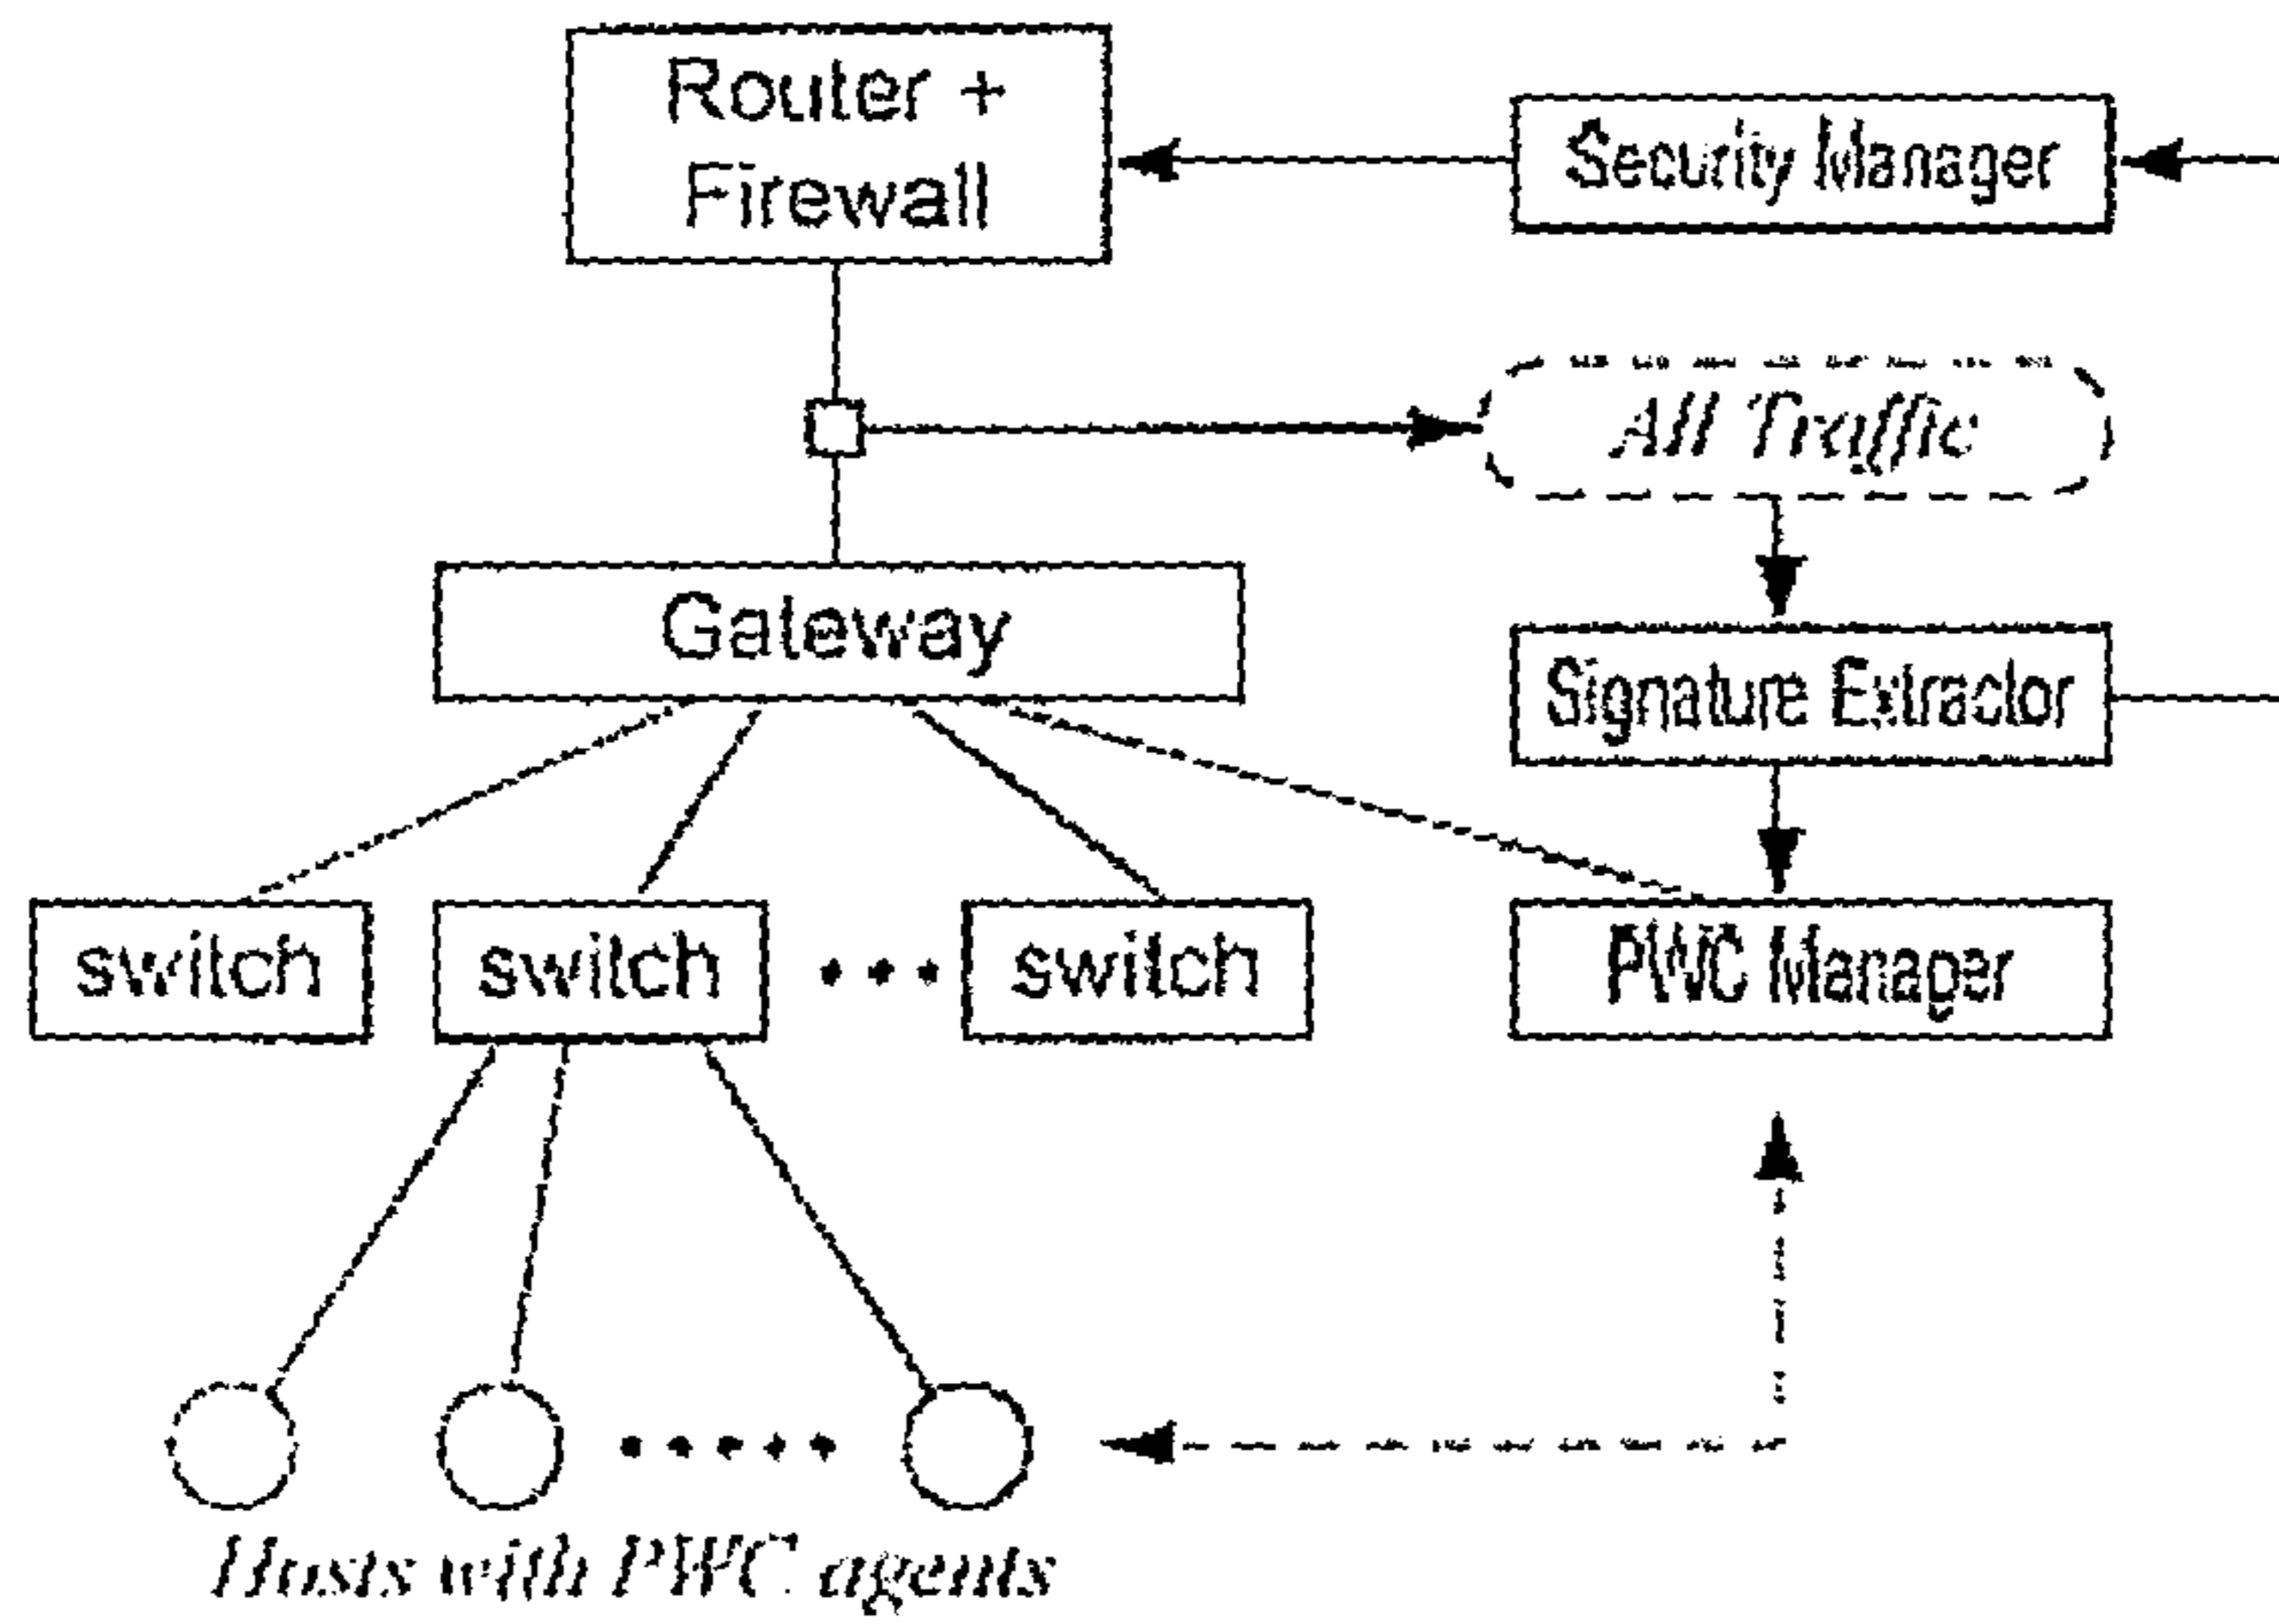 Router +
Firewall
Security Manager
All Traffic
Gateway
Signature Extractor
switch
switch
switch
PWC Manager
Hosts with PWC agents